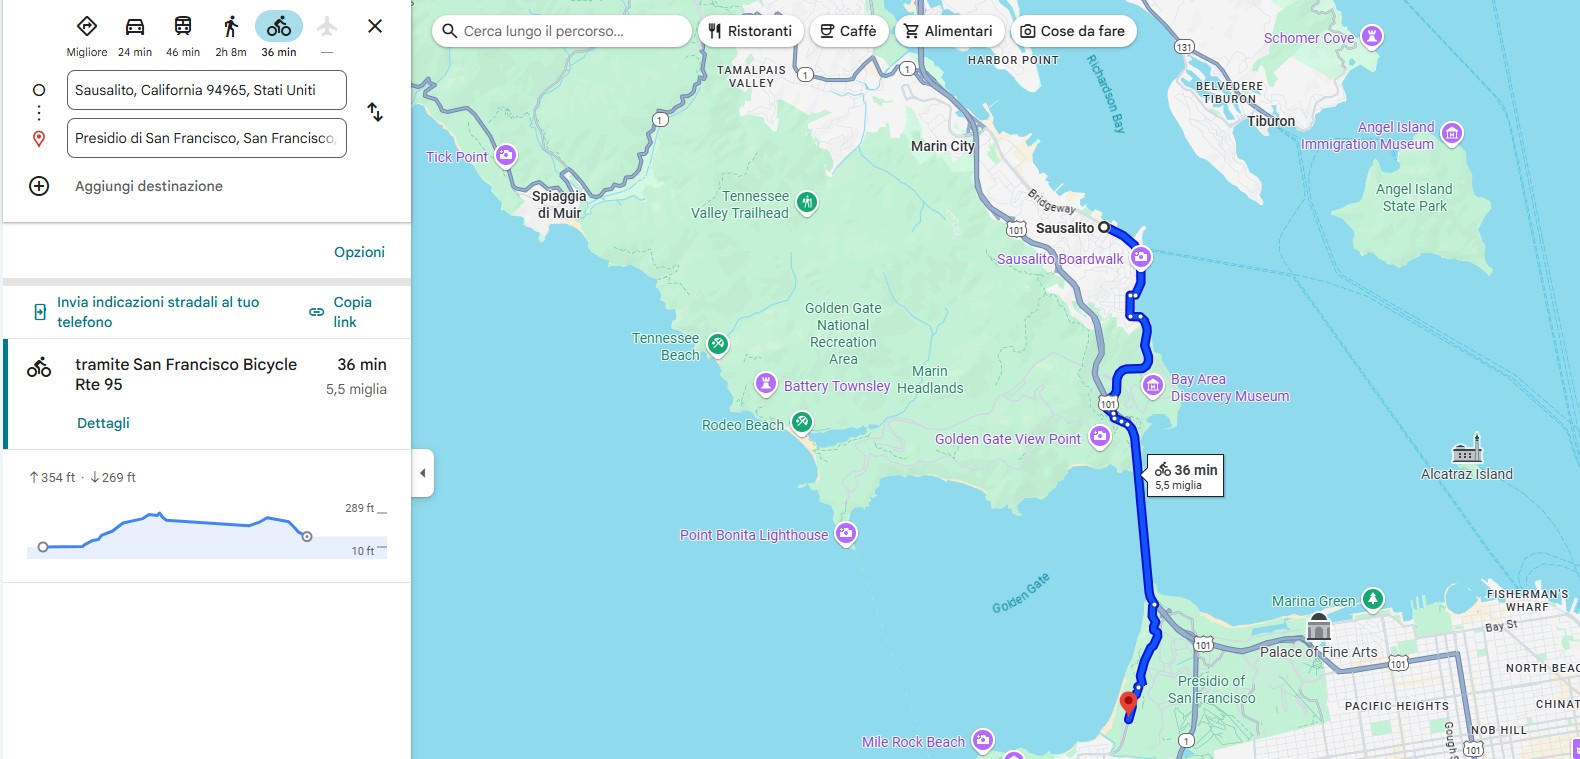 Migliore
24 min
46 min
2h 8m
36 min
—
Sausalito, California 94965, Stati Uniti
Presidio di San Francisco, San Francisco,
Aggiungi destinazione
Opzioni
Invia indicazioni stradali al tuo
telefono
Copia
link
tramite San Francisco Bicycle
Rte 95
36 min
5,5 miglia
Dettagli
354 ft · 269 ft
289 ft
10 ft
Cerca lungo il percorso...
Ristoranti
Caffè
Alimentari
Cose da fare
TAMALPAIS
VALLEY
1
1
HARBOR POINT
Richardson Bay
131
Schomer Cove
BELVEDERE
TIBURON
Tiburon
Angel Island
Immigration Museum
1
Marin City
Tick Point
Spiaggia
di Muir
Tennessee
Valley Trailhead
Angel Island
State Park
Bridgeway
101
Sausalito
Sausalito Boardwalk
Golden Gate
National
Recreation
Area
Tennessee
Beach
Marin
Headlands
Battery Townsley
Bay Area
Discovery Museum
101
Rodeo Beach
Golden Gate View Point
36 min
5,5 miglia
Alcatraz Island
Point Bonita Lighthouse
Golden Gate
Marina Green
FISHERMAN'S
WHARF
Bay St
101
Palace of Fine Arts
101
NORTH BEAC
Presidio of
San Francisco
PACIFIC HEIGHTS
CHINAT
NOB HILL
Gough S
Mile Rock Beach
1
101